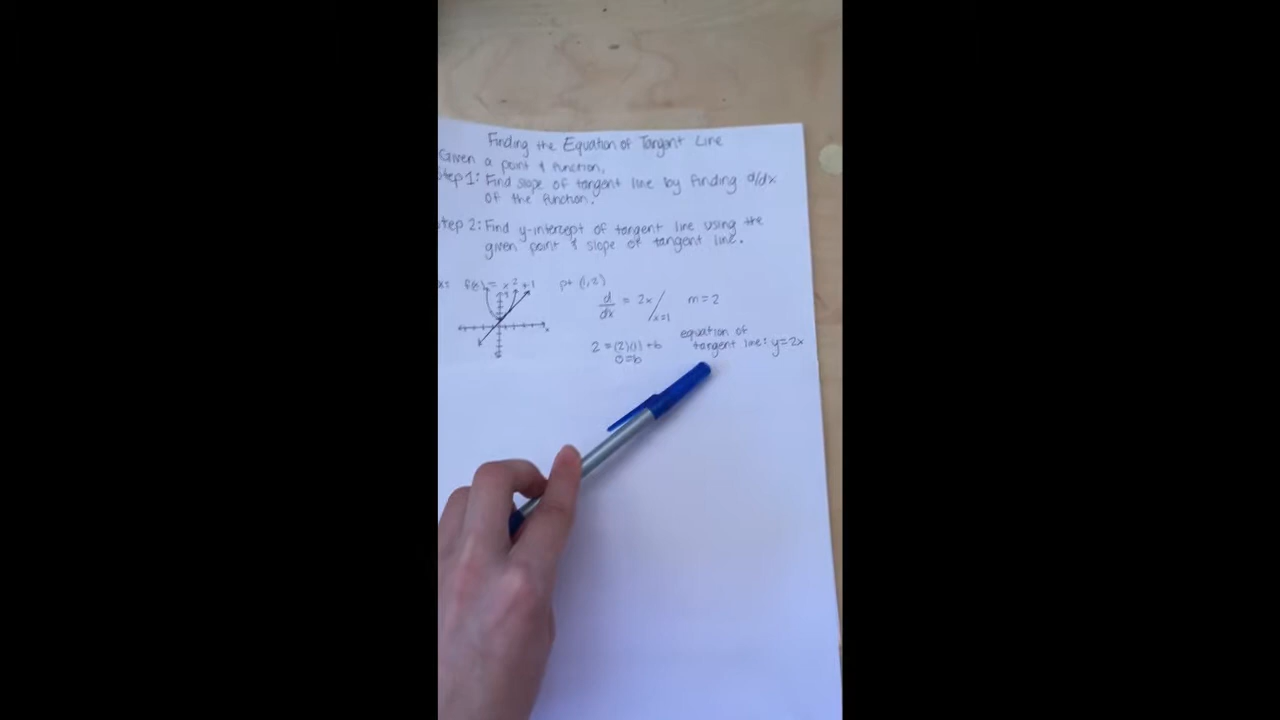 Finding the Equation of Tangent Line
Given a point & function,
Step 1: Find slope of tangent line by finding d/dx
of the function.
Step 2: Find y-intercept of tangent line using the
given point & slope of tangent line.
x: f(x) = x² + 1 pt (1,2)
d/dx = 2x / x=1 m = 2
2 = (2)(1) + b
0 = b
equation of
tangent line: y = 2x